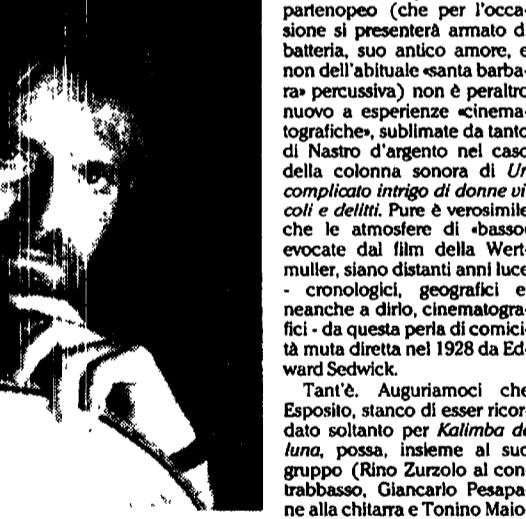 partenopeo (che per l'occa-
sione si presenterà armato d
batteria, suo antico amore, e
non dell'abituale «santa barba-
ra» percussiva) non è peraltro
nuovo a esperienze «cinema-
tografiche», sublimate da tanto
di Nastro d'argento nel caso
della colonna sonora di Un
complicato intrigo di donne vi
coli e delitti. Pure è verosimile
che le atmosfere di «basso»
evocate dal film della Wert-
muller, siano distanti anni luce
- cronologici, geografici e
neanche a dirlo, cinematogra-
fici - da questa perla di comici-
tà muta diretta nel 1928 da Ed-
ward Sedwick.
Tant'è. Auguriamoci che
Esposito, stanco di esser ricor-
dato soltanto per Kalimba de
luna, possa, insieme al suo
gruppo (Rino Zurzolo al con-
trabbasso, Giancarlo Pesapa-
ne alla chitarra e Tonino Maio